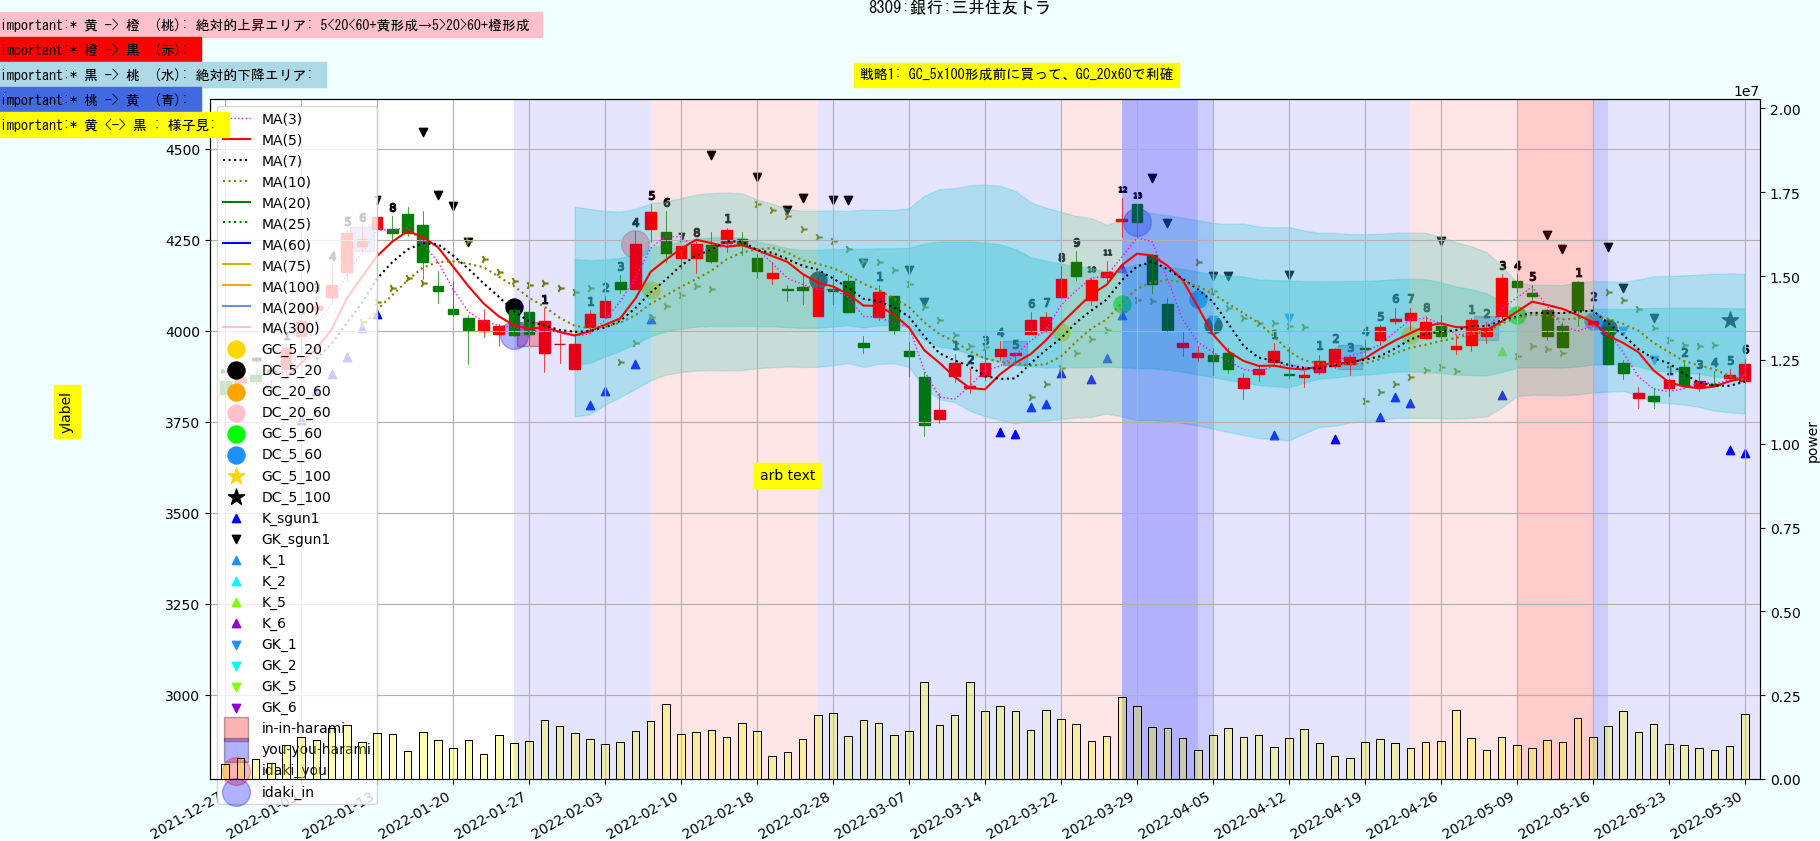 8309:銀行:三井住友トラ
important:* 黄 -> 橙 (桃): 絶対的上昇エリア: 5<20<60+黄形成→5>20>60+橙形成
important:* 橙 -> 黒 (赤):
important:* 黒 -> 桃 (水): 絶対的下降エリア:
戦略1: GC_5x100形成前に買って、GC_20x60で利確
important:* 桃 -> 黄 (青):
important:* 黄 <-> 黒 : 様子見:
1e7
MA(3)
MA(5)
MA(7)
MA(10)
MA(20)
MA(25)
MA(60)
MA(75)
MA(100)
MA(200)
MA(300)
GC_5_20
DC_5_20
GC_20_60
DC_20_60
GC_5_60
DC_5_60
GC_5_100
DC_5_100
K_sgun1
GK_sgun1
K_1
K_2
K_5
K_6
GK_1
GK_2
GK_5
GK_6
in-in-harami
you-you-harami
idaki_you
idaki_in
4500
4250
4000
3750
3500
3250
3000
ylabel
arb text
2.00
1.75
1.50
1.25
1.00
0.75
0.50
0.25
0.00
power
2021-12-27
2022-01-13
2022-01-20
2022-01-27
2022-02-03
2022-02-10
2022-02-18
2022-02-28
2022-03-07
2022-03-14
2022-03-22
2022-03-29
2022-04-05
2022-04-12
2022-04-19
2022-04-26
2022-05-09
2022-05-16
2022-05-23
2022-05-30